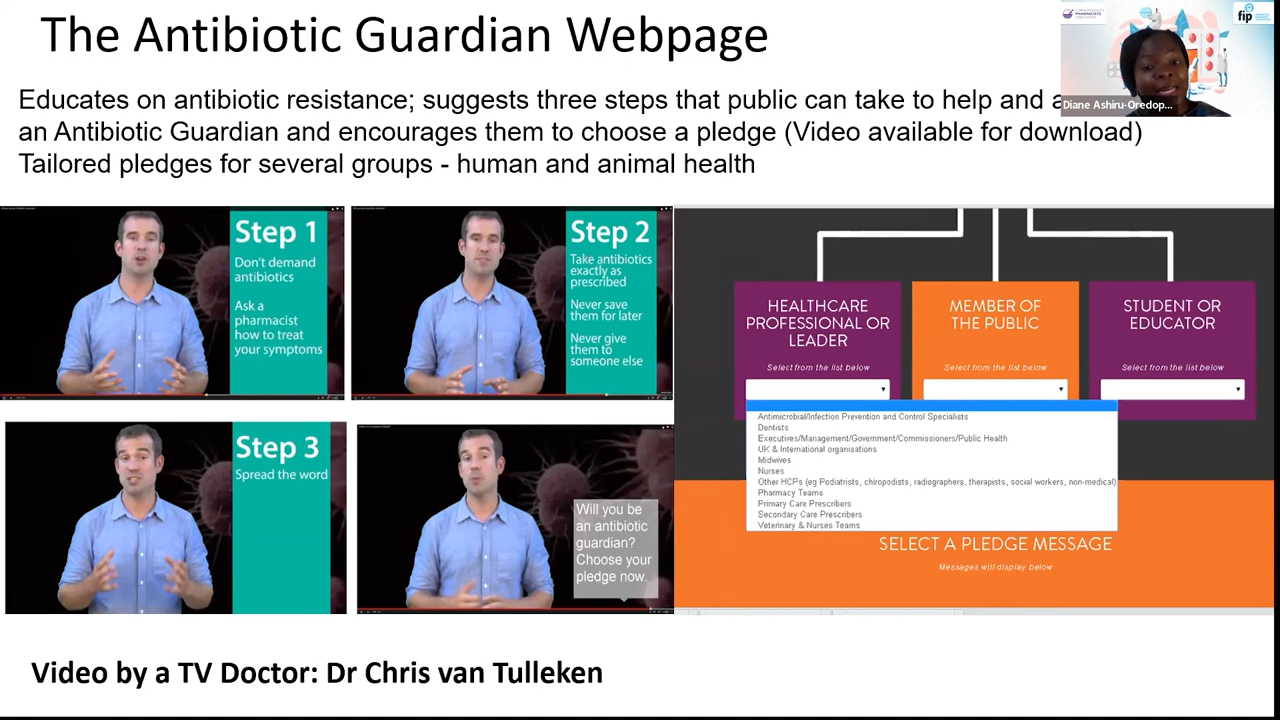 The Antibiotic Guardian Webpage
fip
Diane Ashiru-Oredop...
Educates on antibiotic resistance; suggests three steps that public can take to help and a
an Antibiotic Guardian and encourages them to choose a pledge (Video available for download)
Tailored pledges for several groups - human and animal health
Step 1
Don't demand
antibiotics
Ask a
pharmacist
how to treat
your symptoms
Step 2
Take antibiotics
exactly as
prescribed
Never save
them for later
Never give
them to
someone else
Step 3
Spread the word
Will you be
an antibiotic
guardian?
Choose your
pledge now.
HEALTHCARE
PROFESSIONAL OR
LEADER
Select from the list below
MEMBER OF
THE PUBLIC
Select from the list below
STUDENT OR
EDUCATOR
Select from the list below
Antimicrobial/Infection Prevention and Control Specialists
Dentists
Executives/Management/Government/Commissioners/Public Health
UK & International organisations
Midwives
Nurses
Other HCPs (eg Podiatrists, chiropodists, radiographers, therapists, social workers, non-medical)
Pharmacy Teams
Primary Care Prescribers
Secondary Care Prescribers
Veterinary & Nurses Teams
SELECT A PLEDGE MESSAGE
Messages will display below
Video by a TV Doctor: Dr Chris van Tulleken